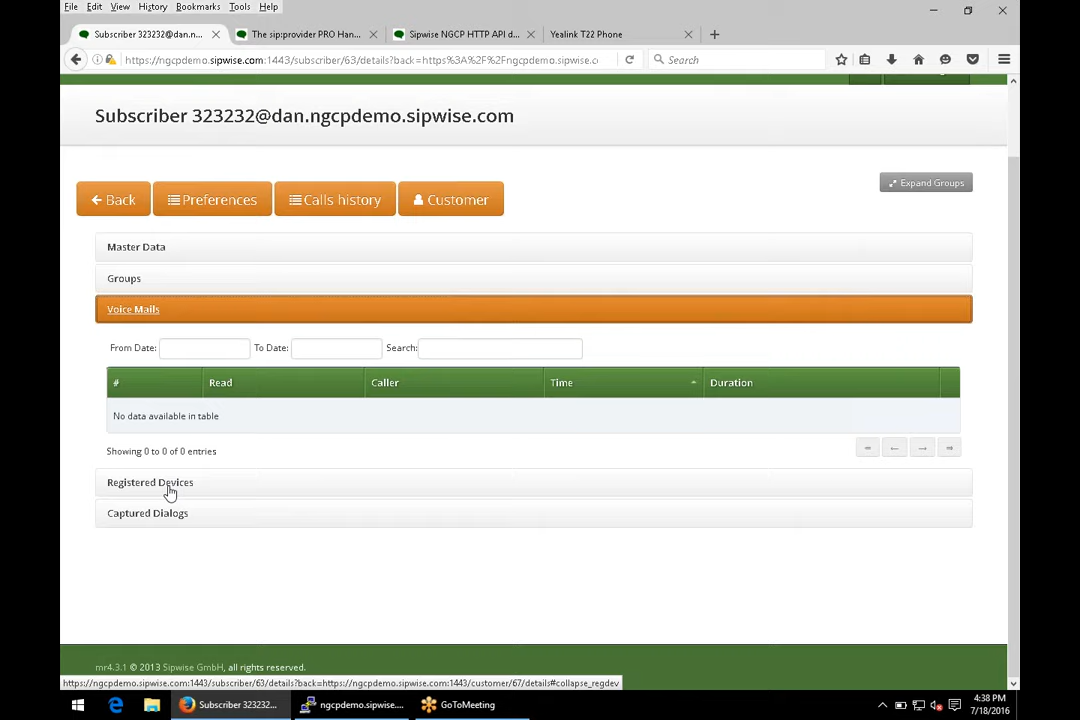 File Edit View History Bookmarks Tools Help
Subscriber 323232@dan.n... The sip:provider PRO Han... Sipwise NGCP HTTP API d... Yealink T22 Phone
https://ngcpdemo.sipwise.com:1443/subscriber/63/details?back=https%3A%2F%2Fngcpdemo.sipwise.c Search
Subscriber 323232@dan.ngcpdemo.sipwise.com
Expand Groups
Back Preferences Calls history Customer
Master Data
Groups
Voice Mails
From Date: To Date: Search:
# Read Caller Time Duration
No data available in table
Showing 0 to 0 of 0 entries
Registered Devices
Captured Dialogs
mr4.3.1 © 2013 Sipwise GmbH, all rights reserved.
https://ngcpdemo.sipwise.com:1443/subscriber/63/details?back=https://ngcpdemo.sipwise.com:1443/customer/67/details#collapse_regdev
Subscriber 323232... ngcpdemo.sipwise.... GoToMeeting
4:38 PM
7/18/2016